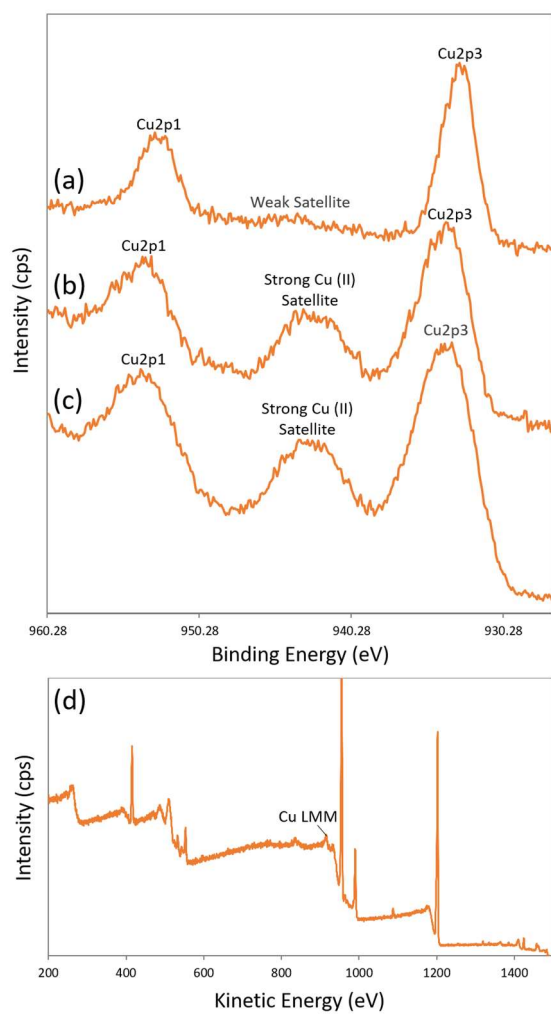 Cu2p3
Cu2p1
(a)
Weak Satellite
Cu2p3
Cu2p1
(b)
Strong Cu (II)
Satellite
Cu2p3
Cu2p1
(c)
Strong Cu (II)
Satellite
Intensity (cps)
960.28 950.28 940.28 930.28
Binding Energy (eV)
(d)
Cu LMM
Intensity (cps)
200 400 600 800 1000 1200 1400
Kinetic Energy (eV)